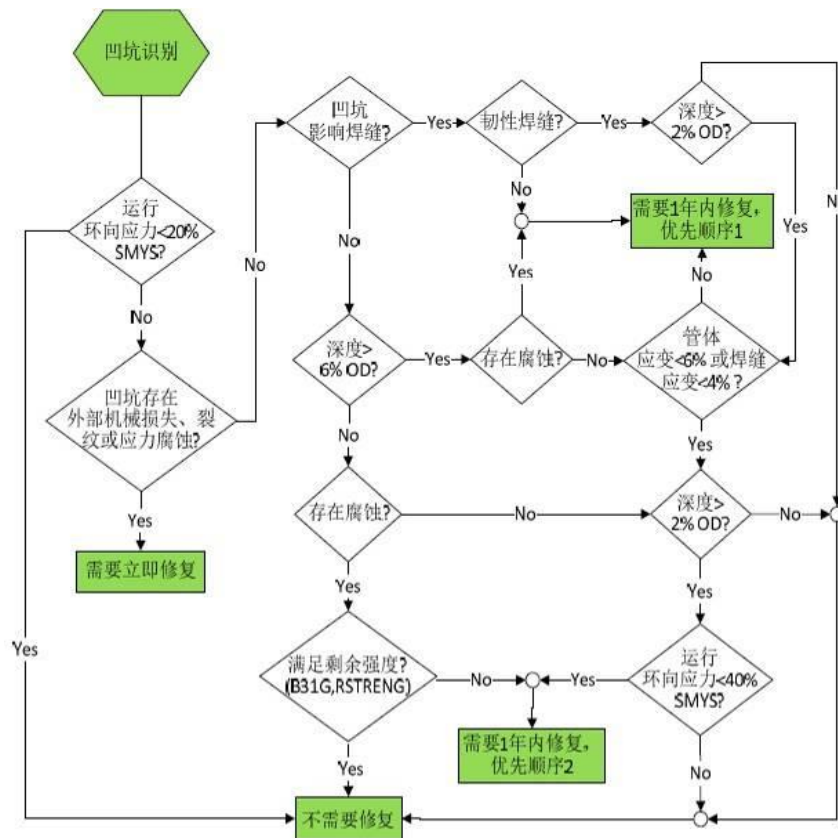 凹坑识别
运行
环向应力<20%
SMYS?
Yes
No
凹坑存在
外部机械损失、裂
纹或应力腐蚀?
Yes
需要立即修复
No
凹坑
影响焊缝?
Yes
韧性焊缝?
Yes
深度>
2% OD?
N
Yes
No
需要1年内修复,
优先顺序1
No
Yes
No
深度>
6% OD?
Yes
存在腐蚀?
No
管体
应变<6% 或焊缝
应变<4% ?
No
Yes
存在腐蚀?
No
深度>
2% OD?
No
Yes
Yes
满足剩余强度?
(B31G,RSTRENG)
No
Yes
运行
环向应力<40%
SMYS?
需要1年内修复,
优先顺序2
Yes
No
不需要修复